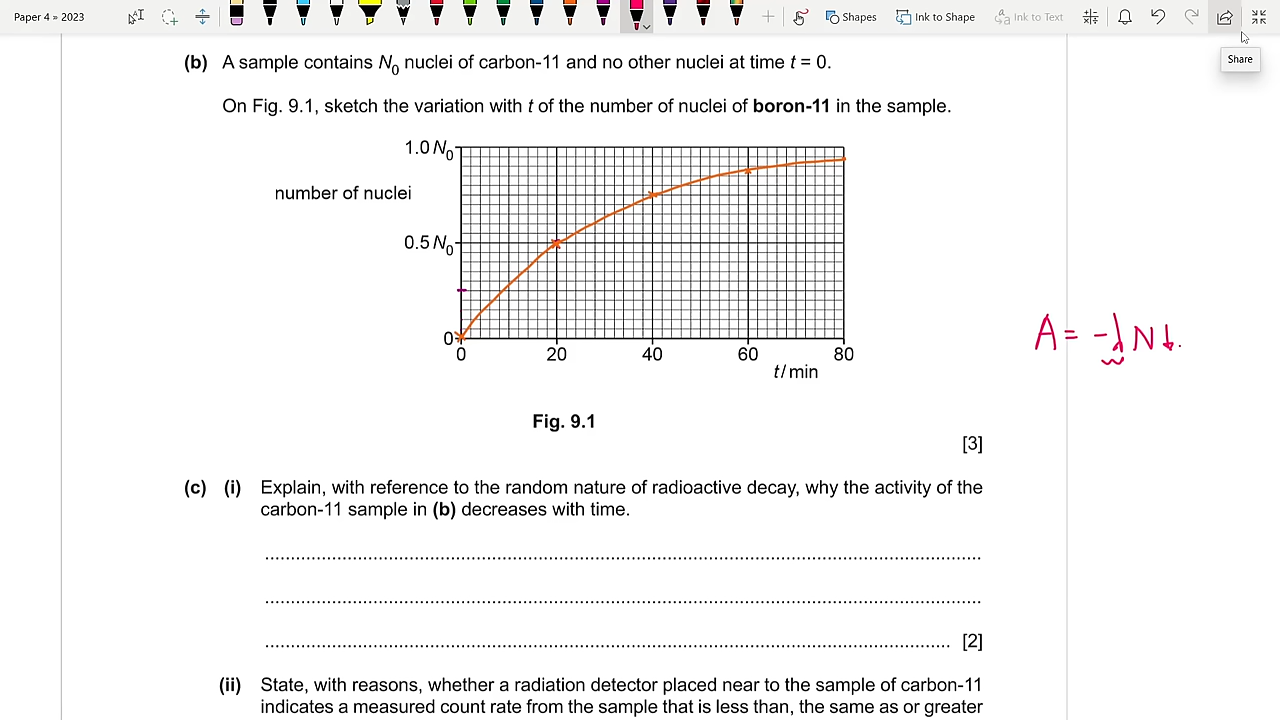 Paper 4 » 2023
Shapes
Ink to Shape
Ink to Text
Share
(b) A sample contains N0 nuclei of carbon-11 and no other nuclei at time t = 0.
On Fig. 9.1, sketch the variation with t of the number of nuclei of boron-11 in the sample.
1.0 N0
number of nuclei
0.5 N0
0
0 20 40 60 80
t/ min
A = -λNt.
Fig. 9.1
[3]
(c) (i) Explain, with reference to the random nature of radioactive decay, why the activity of the
carbon-11 sample in (b) decreases with time.
[2]
(ii) State, with reasons, whether a radiation detector placed near to the sample of carbon-11
indicates a measured count rate from the sample that is less than, the same as or greater